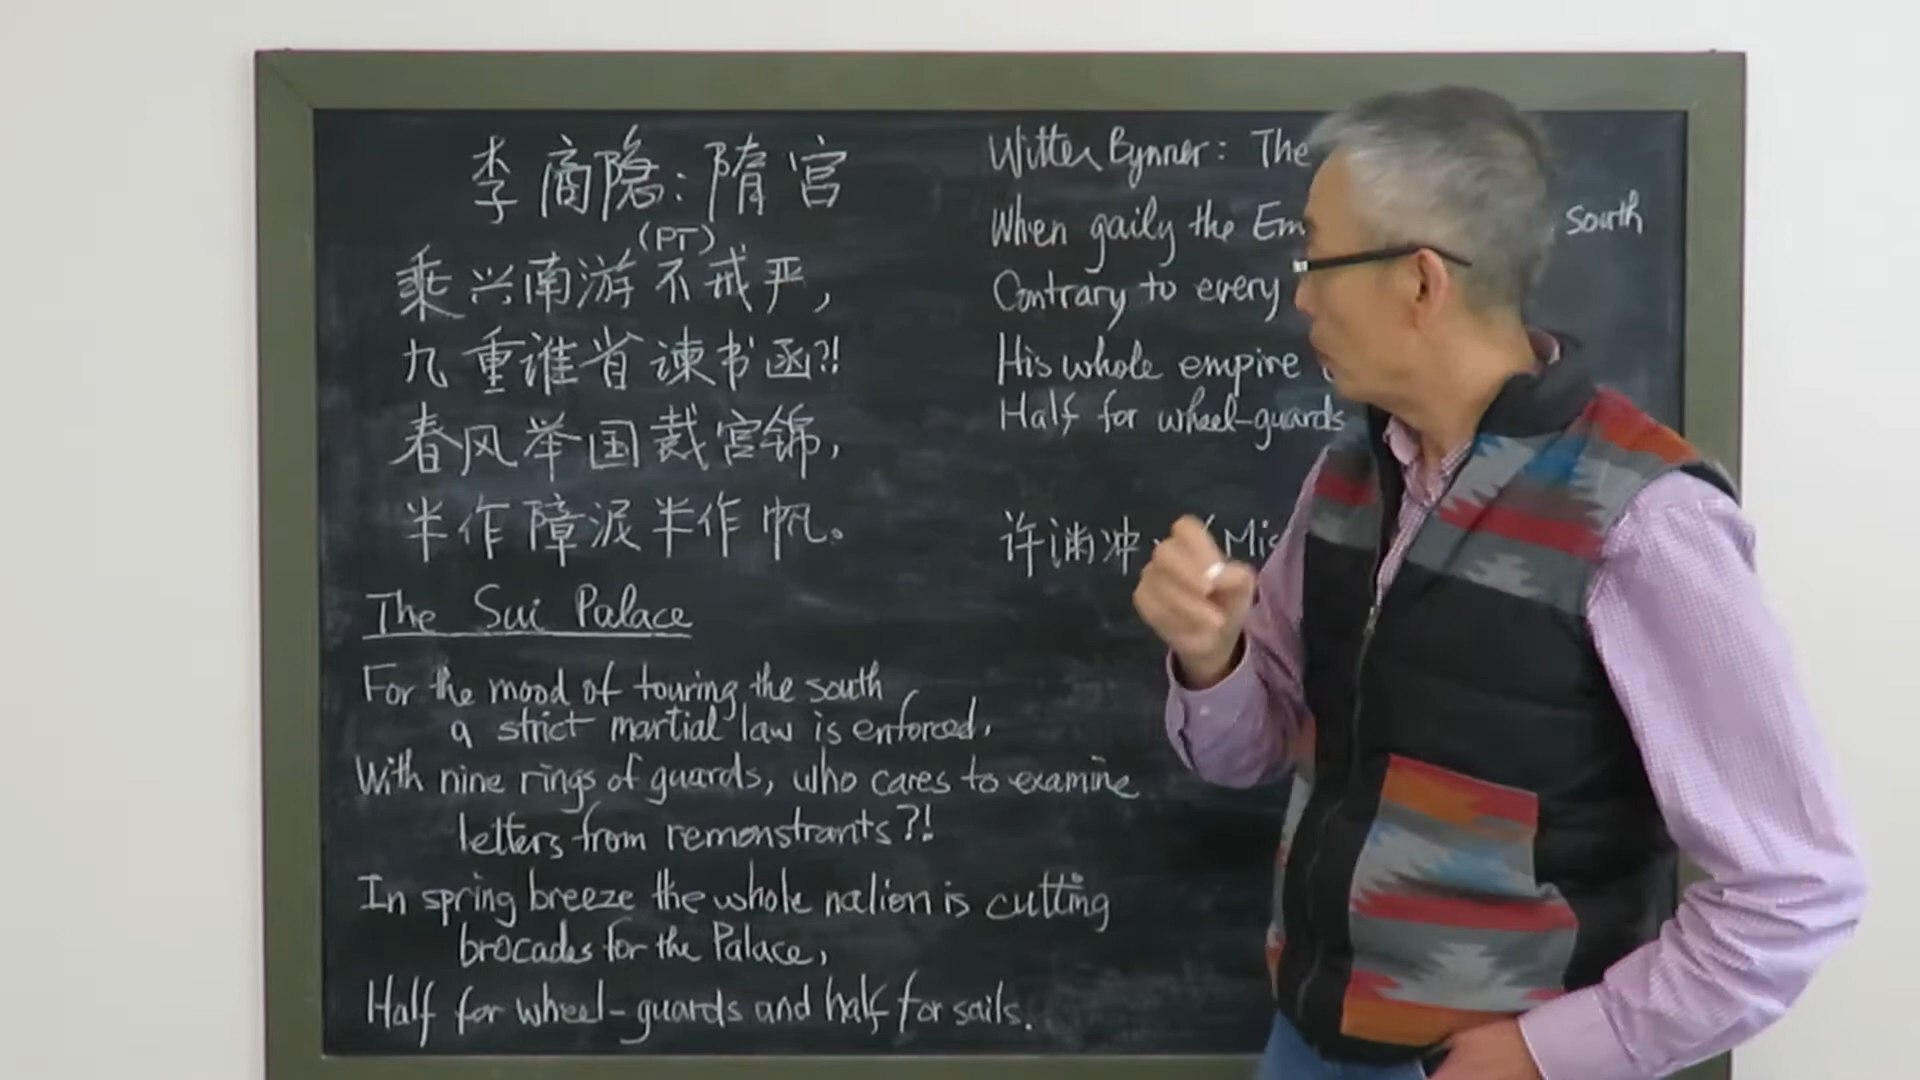 李商隐:隋宫
(PT)
乘兴南游不戒严,
九重谁省谏书函?!
春风举国裁宫锦,
半作障泥半作帆。
The Sui Palace
For the mood of touring the south
a strict martial law is enforced,
With nine rings of guards, who cares to examine
letters from remonstrants?!
In spring breeze the whole nation is cutting
brocades for the Palace,
Half for wheel-guards and half for sails.
Witter Bynner: The
When gaily the Em south
Contrary to every
His whole empire
Half for wheel-guards
许渊冲: (Mis